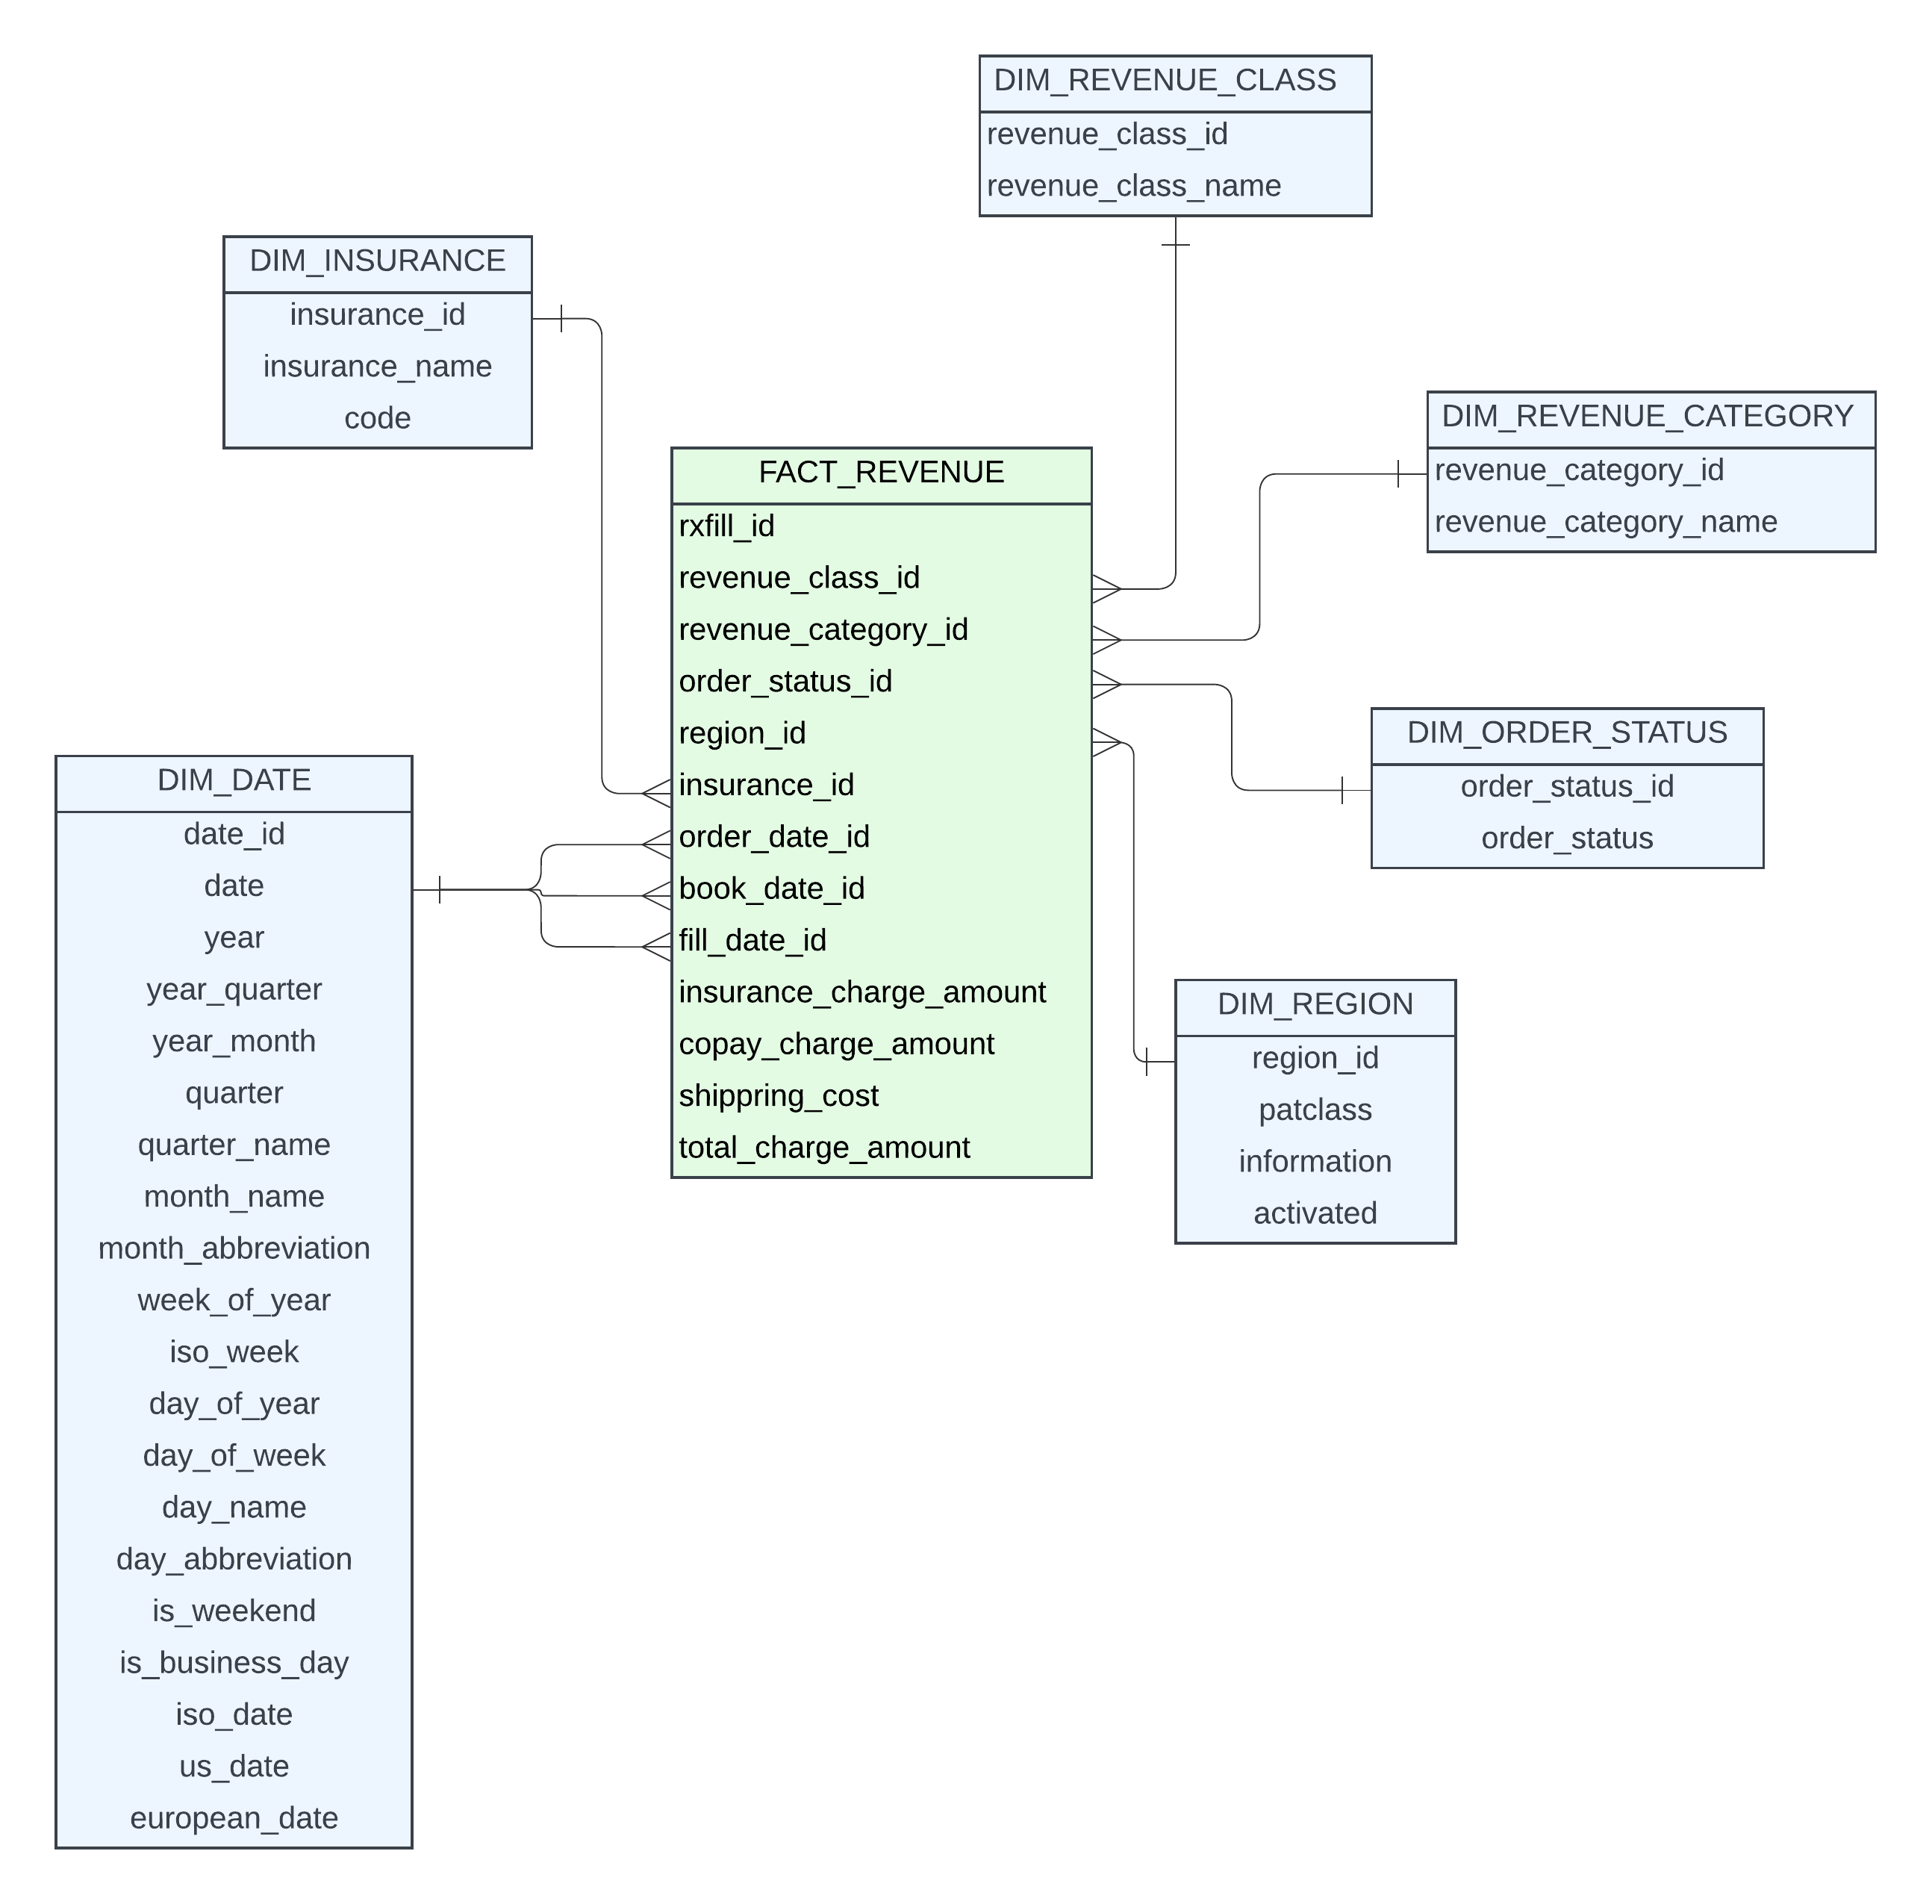 DIM_REVENUE_CLASS
revenue_class_id
revenue_class_name
DIM_INSURANCE
insurance_id
insurance_name
code
DIM_REVENUE_CATEGORY
revenue_category_id
revenue_category_name
FACT_REVENUE
rxfill_id
revenue_class_id
revenue_category_id
order_status_id
region_id
insurance_id
order_date_id
book_date_id
fill_date_id
insurance_charge_amount
copay_charge_amount
shippring_cost
total_charge_amount
DIM_ORDER_STATUS
order_status_id
order_status
DIM_DATE
date_id
date
year
year_quarter
year_month
quarter
quarter_name
month_name
month_abbreviation
week_of_year
iso_week
day_of_year
day_of_week
day_name
day_abbreviation
is_weekend
is_business_day
iso_date
us_date
european_date
DIM_REGION
region_id
patclass
information
activated